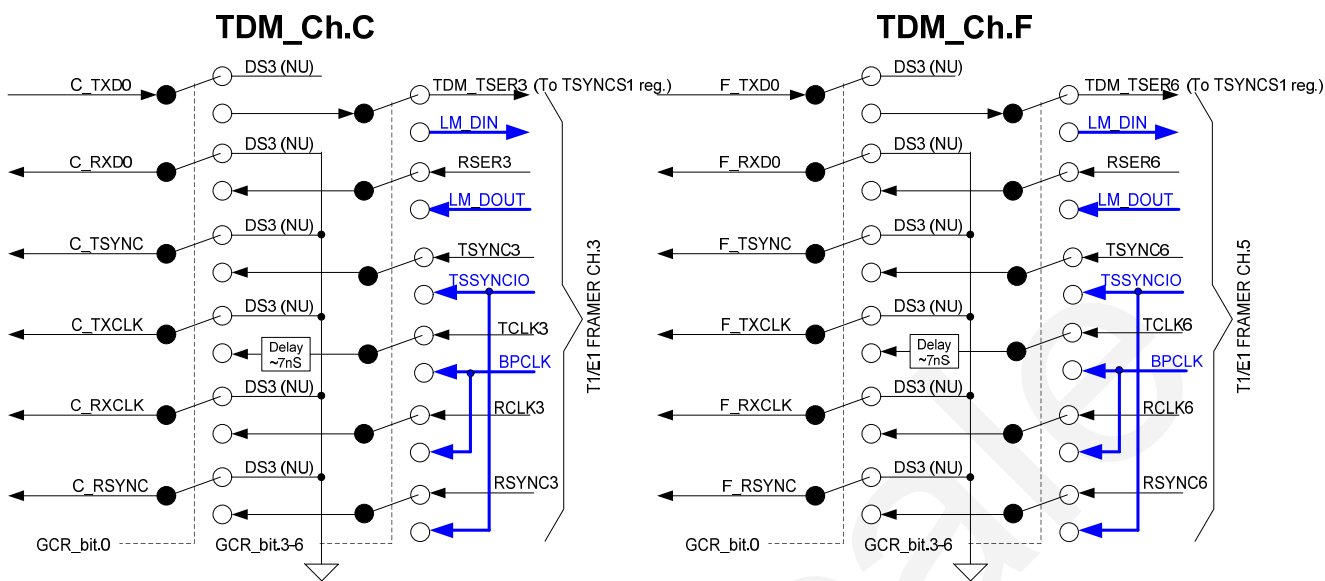 TDM_Ch.C
C_TXD0
DS3 (NU)
TDM_TSER3 (To TSYNCS1 reg.)
LM_DIN
C_RXD0
DS3 (NU)
RSER3
LM_DOUT
C_TSYNC
DS3 (NU)
TSYNC3
TSSYNCIO
C_TXCLK
DS3 (NU)
Delay
~7nS
TCLK3
BPCLK
C_RXCLK
DS3 (NU)
RCLK3
C_RSYNC
DS3 (NU)
RSYNC3
GCR_bit.0
GCR_bit.3-6
T1/E1 FRAMER CH.3
TDM_Ch.F
F_TXD0
DS3 (NU)
TDM_TSER6 (To TSYNCS1 reg.)
LM_DIN
F_RXD0
DS3 (NU)
RSER6
LM_DOUT
F_TSYNC
DS3 (NU)
TSYNC6
TSSYNCIO
F_TXCLK
DS3 (NU)
Delay
~7nS
TCLK6
BPCLK
F_RXCLK
DS3 (NU)
RCLK6
F_RSYNC
DS3 (NU)
RSYNC6
GCR_bit.0
GCR_bit.3-6
T1/E1 FRAMER CH.5